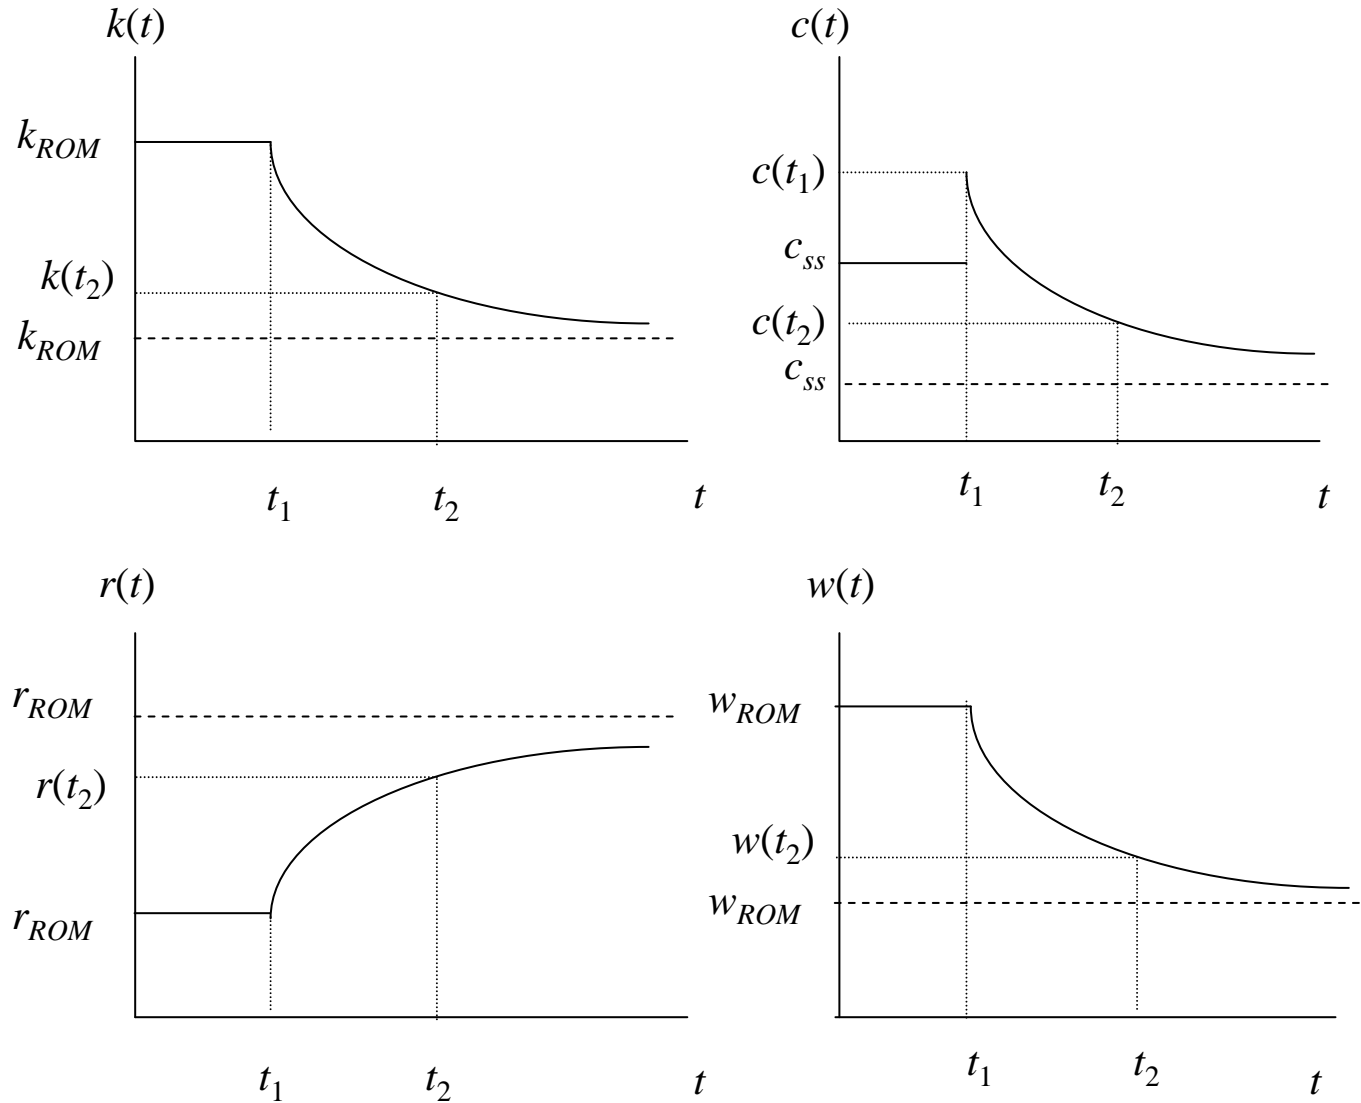 k(t)
k_ROM
k(t_2)
k_ROM
t_1 t_2 t
c(t)
c(t_1)
c_ss
c(t_2)
c_ss
t_1 t_2 t
r(t)
r_ROM
r(t_2)
r_ROM
t_1 t_2 t
w(t)
w_ROM
w(t_2)
w_ROM
t_1 t_2 t